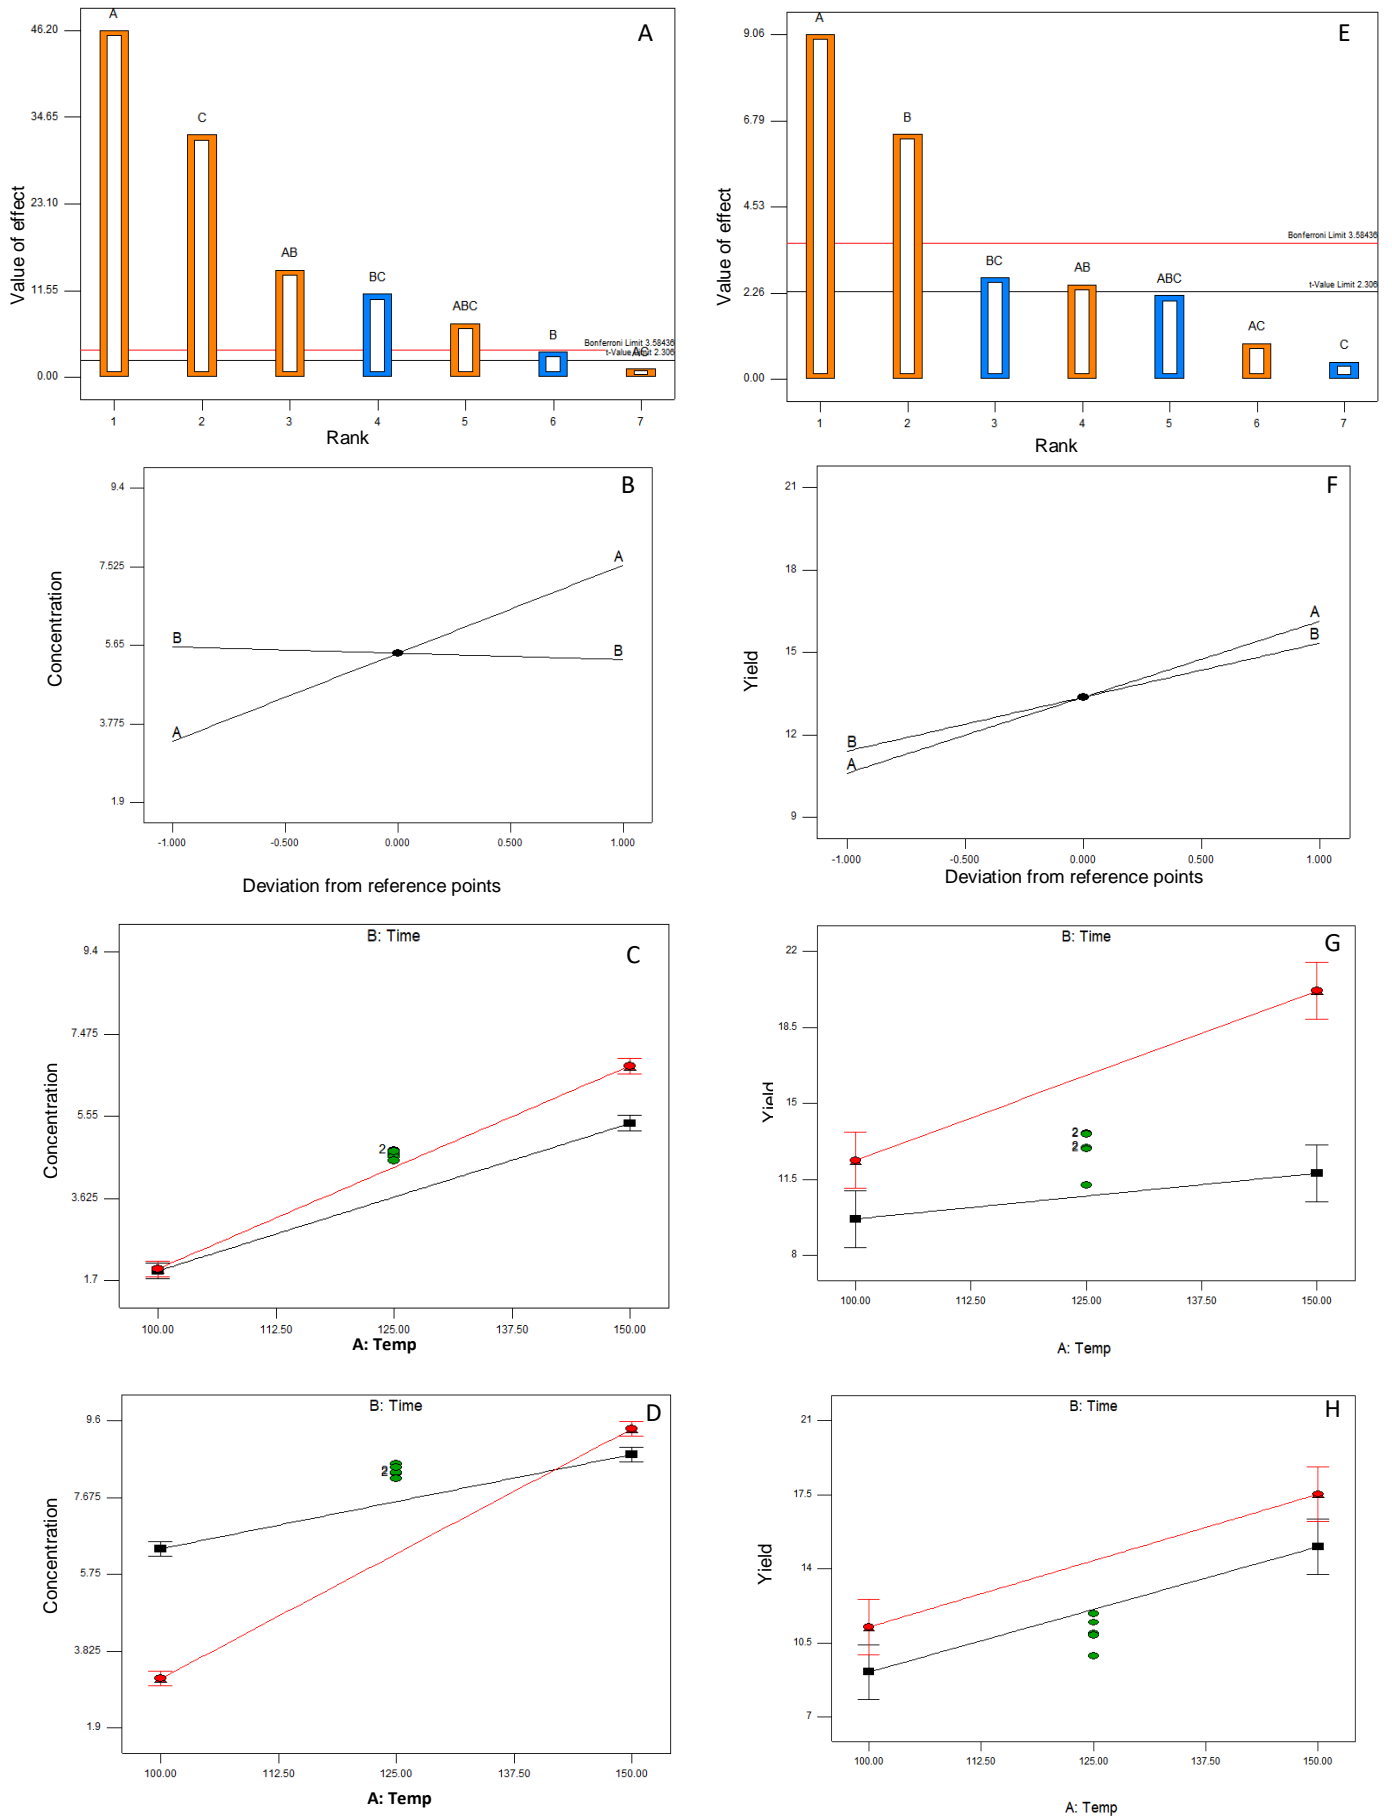 A
46.20
34.65
23.10
11.55
0.00
Value of effect
A
C
AB
BC
ABC
B
AC
Bonferroni Limit 3.58436
t-Value Limit 2.306
1 2 3 4 5 6 7
Rank
E
9.06
6.79
4.53
2.26
0.00
Value of effect
A
B
BC
AB
ABC
AC
C
Bonferroni Limit 3.58436
t-Value Limit 2.306
1 2 3 4 5 6 7
Rank
B
9.4
7.525
5.65
3.775
1.9
Concentration
A
B
B
A
-1.000 -0.500 0.000 0.500 1.000
Deviation from reference points
F
21
18
15
12
9
Yield
A
B
B
A
-1.000 -0.500 0.000 0.500 1.000
Deviation from reference points
B: Time
C
9.4
7.475
5.55
3.625
1.7
Concentration
2
100.00 112.50 125.00 137.50 150.00
A: Temp
B: Time
G
22
18.5
15
11.5
8
Yield
2
2
100.00 112.50 125.00 137.50 150.00
A: Temp
B: Time
D
9.6
7.675
5.75
3.825
1.9
Concentration
2
100.00 112.50 125.00 137.50 150.00
A: Temp
B: Time
H
21
17.5
14
10.5
7
Yield
100.00 112.50 125.00 137.50 150.00
A: Temp